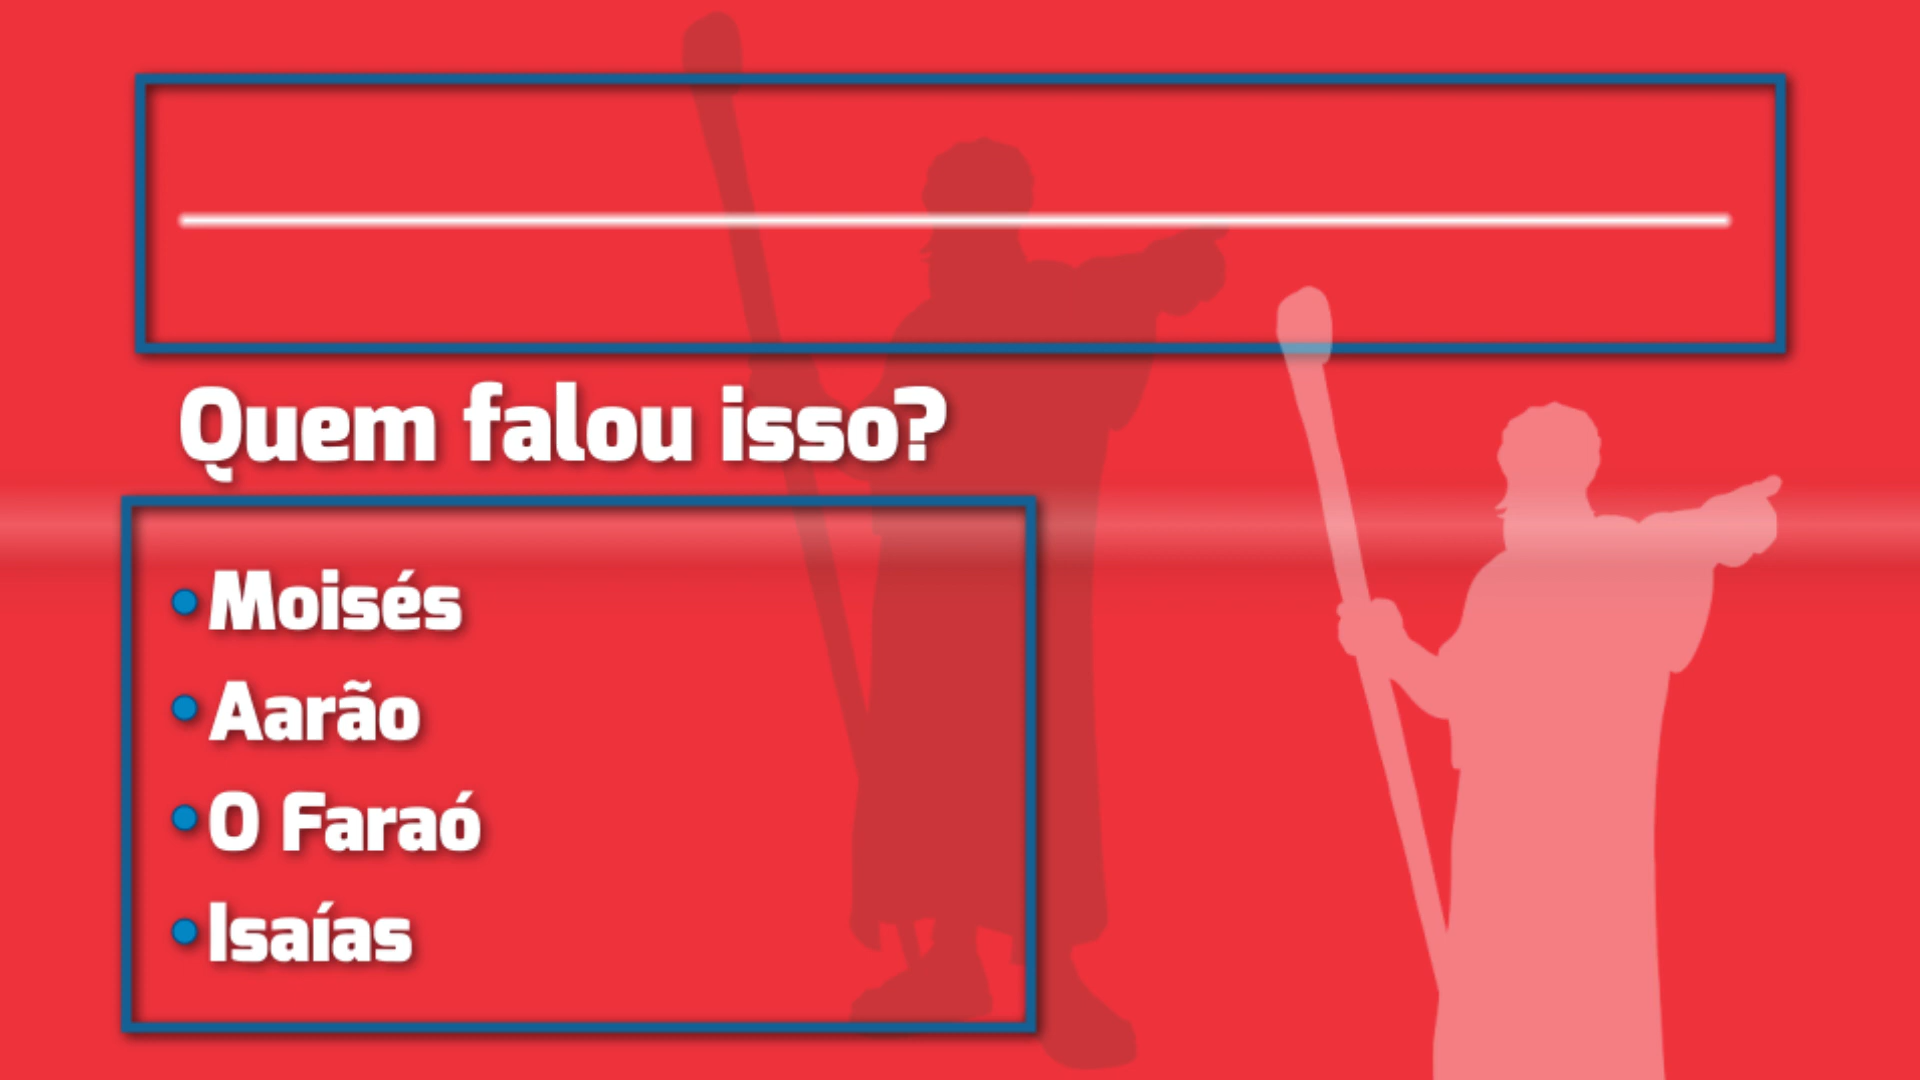 Quem falou isso?
• Moisés
• Aarão
• O Faraó
• Isaías